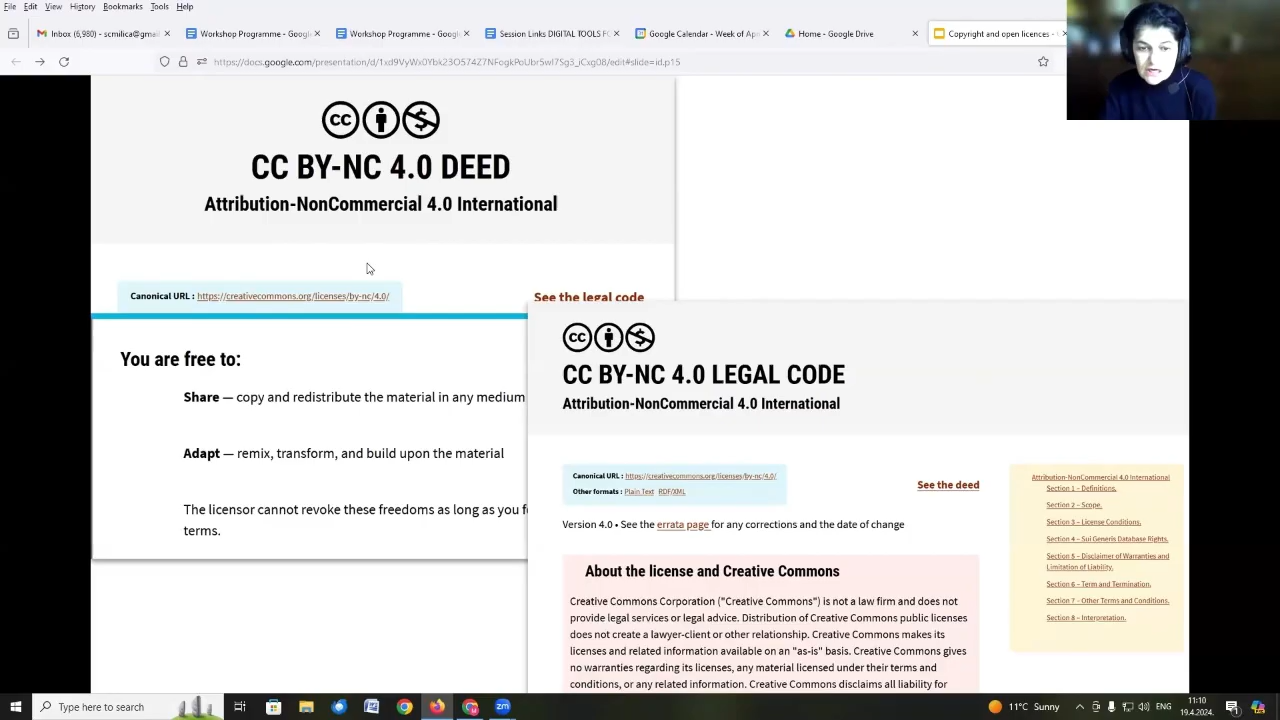 File Edit View History Bookmarks Tools Help
Inbox (6,980) - scmilica@gmai
Workshop Programme - Google
Workshop Programme - Google
Session Links DIGITAL TOOLS FO
Google Calendar - Week of Ap
Home - Google Drive
Copyright and open licences -
https://docs.google.com/presentation/d/
CC BY-NC 4.0 DEED
Attribution-NonCommercial 4.0 International
Canonical URL : https://creativecommons.org/licenses/by-nc/4.0/
See the legal code
You are free to:
Share — copy and redistribute the material in any medium
Adapt — remix, transform, and build upon the material
The licensor cannot revoke these freedoms as long as you f
terms.
CC BY-NC 4.0 LEGAL CODE
Attribution-NonCommercial 4.0 International
Canonical URL : https://creativecommons.org/licenses/by-nc/4.0/
Other formats : Plain Text RDF/XML
See the deed
Version 4.0 • See the errata page for any corrections and the date of change
About the license and Creative Commons
Creative Commons Corporation ("Creative Commons") is not a law firm and does not
provide legal services or legal advice. Distribution of Creative Commons public licenses
does not create a lawyer-client or other relationship. Creative Commons makes its
licenses and related information available on an "as-is" basis. Creative Commons gives
no warranties regarding its licenses, any material licensed under their terms and
conditions, or any related information. Creative Commons disclaims all liability for
Attribution-NonCommercial 4.0 International
Section 1 – Definitions.
Section 2 – Scope.
Section 3 – License Conditions.
Section 4 – Sui Generis Database Rights.
Section 5 – Disclaimer of Warranties and
Limitation of Liability.
Section 6 – Term and Termination.
Section 7 – Other Terms and Conditions.
Section 8 – Interpretation.
Type here to search
11°C Sunny
11:10
19.4.2024.